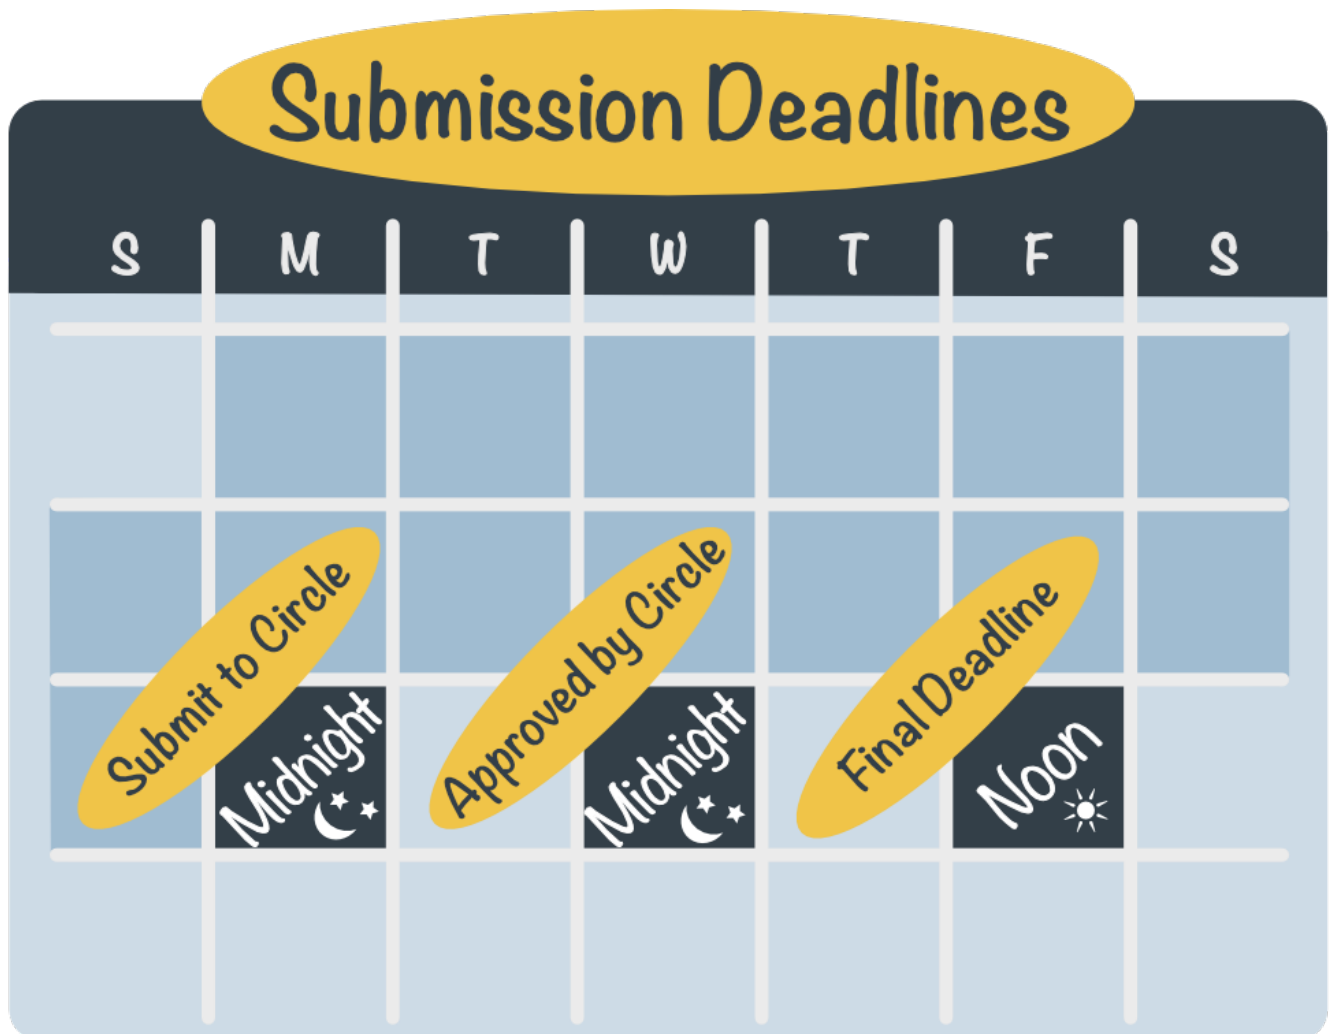 Submission Deadlines
S M T W T F S
Submit to Circle
Midnight
Approved by Circle
Midnight
Final Deadline
Noon